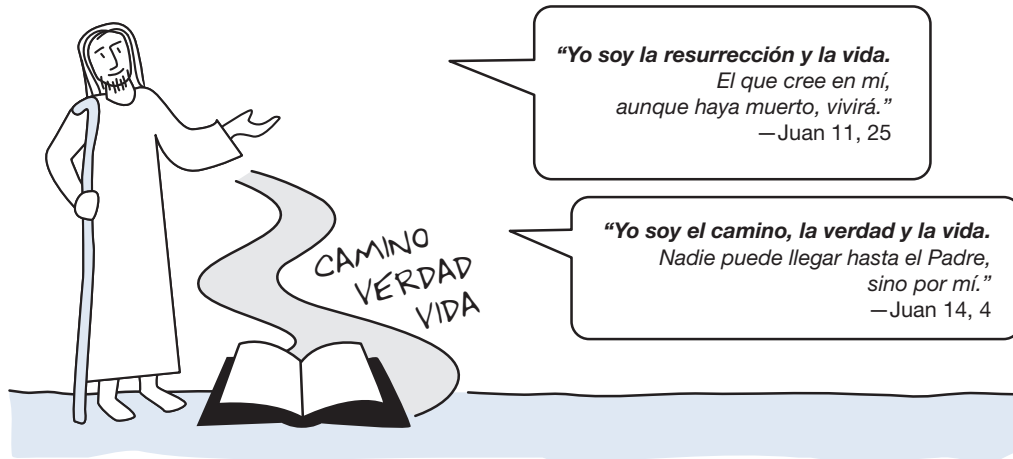 “Yo soy la resurrección y la vida.
El que cree en mí,
aunque haya muerto, vivirá.”
—Juan 11, 25
“Yo soy el camino, la verdad y la vida.
Nadie puede llegar hasta el Padre,
sino por mí.”
—Juan 14, 4
CAMINO
VERDAD
VIDA